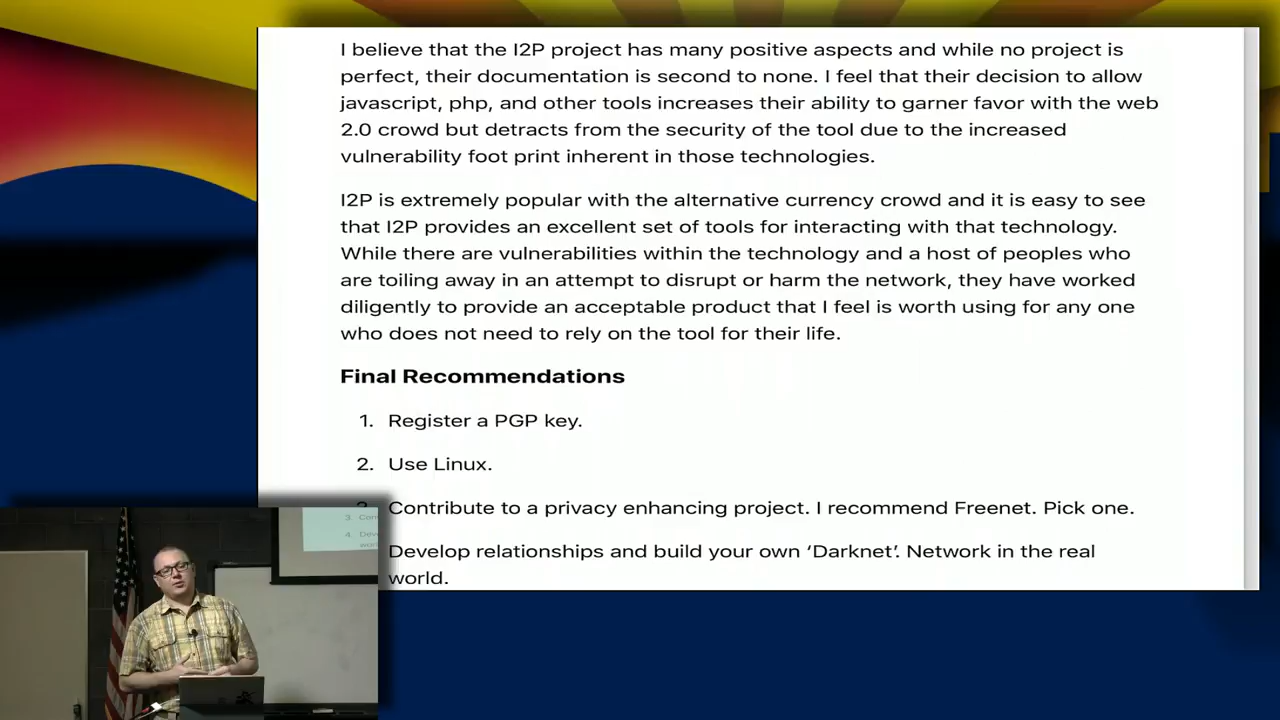 I believe that the I2P project has many positive aspects and while no project is
perfect, their documentation is second to none. I feel that their decision to allow
javascript, php, and other tools increases their ability to garner favor with the web
2.0 crowd but detracts from the security of the tool due to the increased
vulnerability foot print inherent in those technologies.
I2P is extremely popular with the alternative currency crowd and it is easy to see
that I2P provides an excellent set of tools for interacting with that technology.
While there are vulnerabilities within the technology and a host of peoples who
are toiling away in an attempt to disrupt or harm the network, they have worked
diligently to provide an acceptable product that I feel is worth using for any one
who does not need to rely on the tool for their life.
Final Recommendations
1. Register a PGP key.
2. Use Linux.
Contribute to a privacy enhancing project. I recommend Freenet. Pick one.
Develop relationships and build your own ‘Darknet’. Network in the real
world.
3.
4.